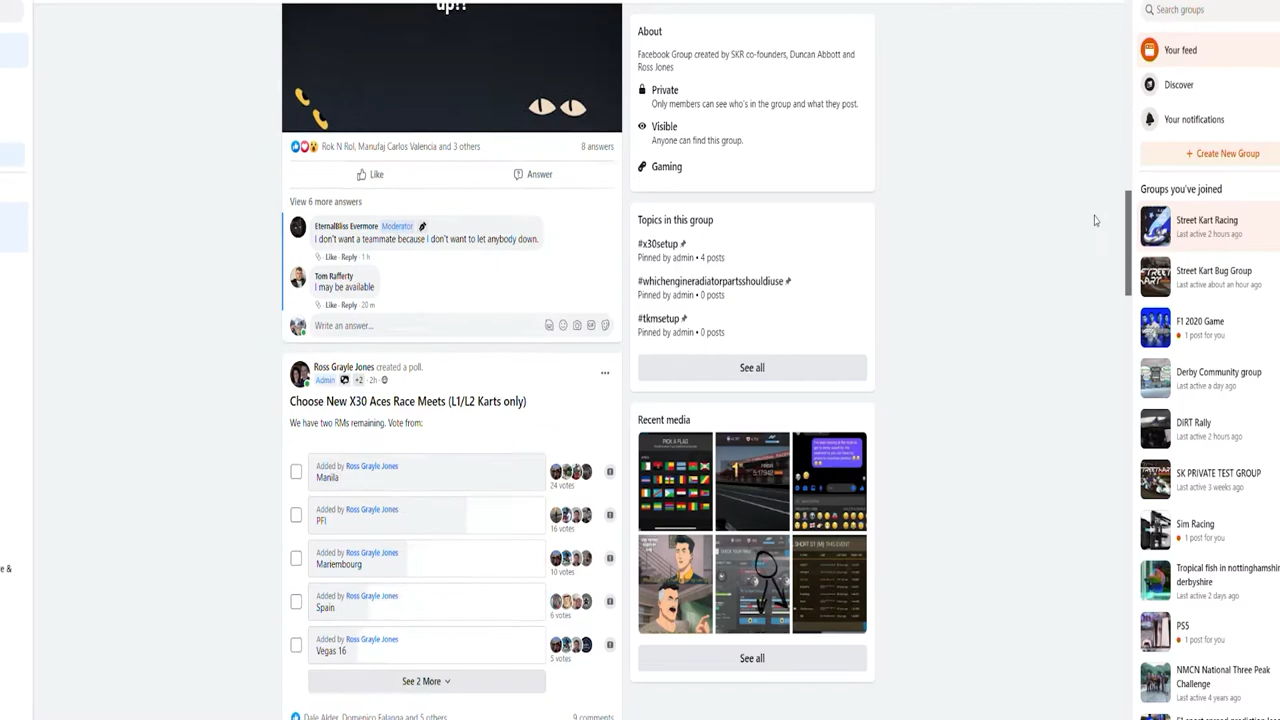 up!!
Rok N Rol, Manufaj Carlos Valencia and 3 others
8 answers
Like
Answer
View 6 more answers
EternalBliss Evermore Moderator
I don't want a teammate because I don't want to let anybody down.
Like · Reply · 1 h
Tom Rafferty
I may be available
Like · Reply · 20 m
Write an answer...
Ross Grayle Jones created a poll.
Admin +2 · 2h ·
Choose New X30 Aces Race Meets (L1/L2 Karts only)
We have two RMs remaining. Vote from:
Added by Ross Grayle Jones
Manila
24 votes
Added by Ross Grayle Jones
PFI
16 votes
Added by Ross Grayle Jones
Mariembourg
10 votes
Added by Ross Grayle Jones
Spain
6 votes
Added by Ross Grayle Jones
Vegas 16
5 votes
See 2 More
Dale Alder, Domenico Falanga and 5 others
9 comments
About
Facebook Group created by SKR co-founders, Duncan Abbott and
Ross Jones
Private
Only members can see who's in the group and what they post.
Visible
Anyone can find this group.
Gaming
Topics in this group
#x30setup
Pinned by admin • 4 posts
#whichengineradiatorpartsshouldiuse
Pinned by admin • 0 posts
#tkmsetup
Pinned by admin • 0 posts
See all
Recent media
PICK A FLAG
SHORT ST (M) THIS EVENT
See all
Search groups
Your feed
Discover
Your notifications
+ Create New Group
Groups you've joined
Street Kart Racing
Last active 2 hours ago
Street Kart Bug Group
Last active about an hour ago
F1 2020 Game
1 post for you
Derby Community group
Last active a day ago
DiRT Rally
Last active 2 hours ago
SK PRIVATE TEST GROUP
Last active 3 weeks ago
Sim Racing
1 post for you
Tropical fish in nottinghamshire
derbyshire
Last active 2 days ago
PS5
1 post for you
NMCN National Three Peak
Challenge
Last active 4 years ago
e &